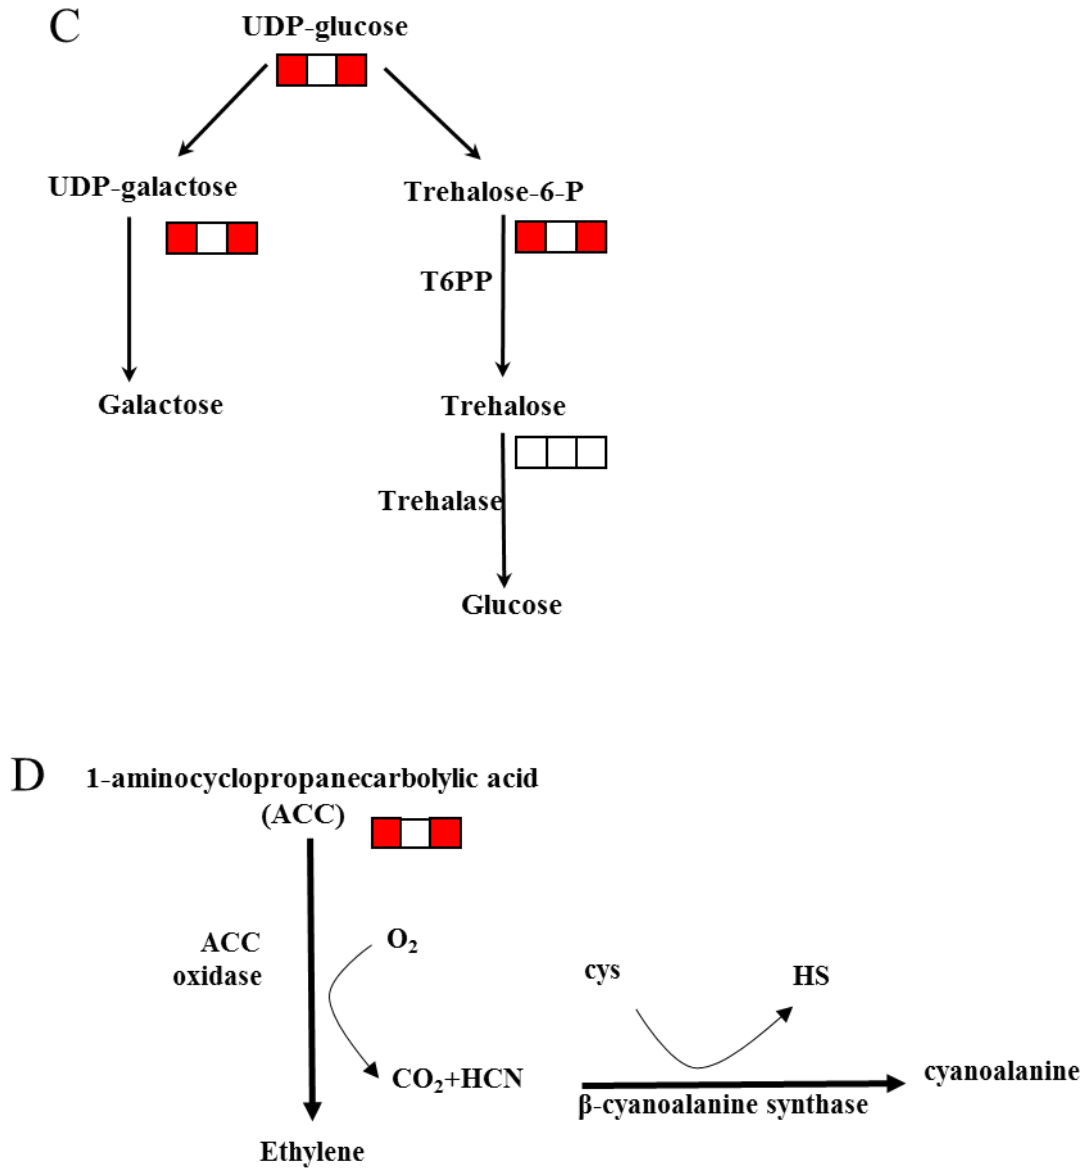 C
UDP-glucose
UDP-galactose
Trehalose-6-P
T6PP
Galactose
Trehalose
Trehalase
Glucose
D
1-aminocyclopropanecarbolylic acid
(ACC)
ACC
oxidase
O₂
cys
HS
CO₂+HCN
cyanoalanine
β-cyanoalanine synthase
Ethylene